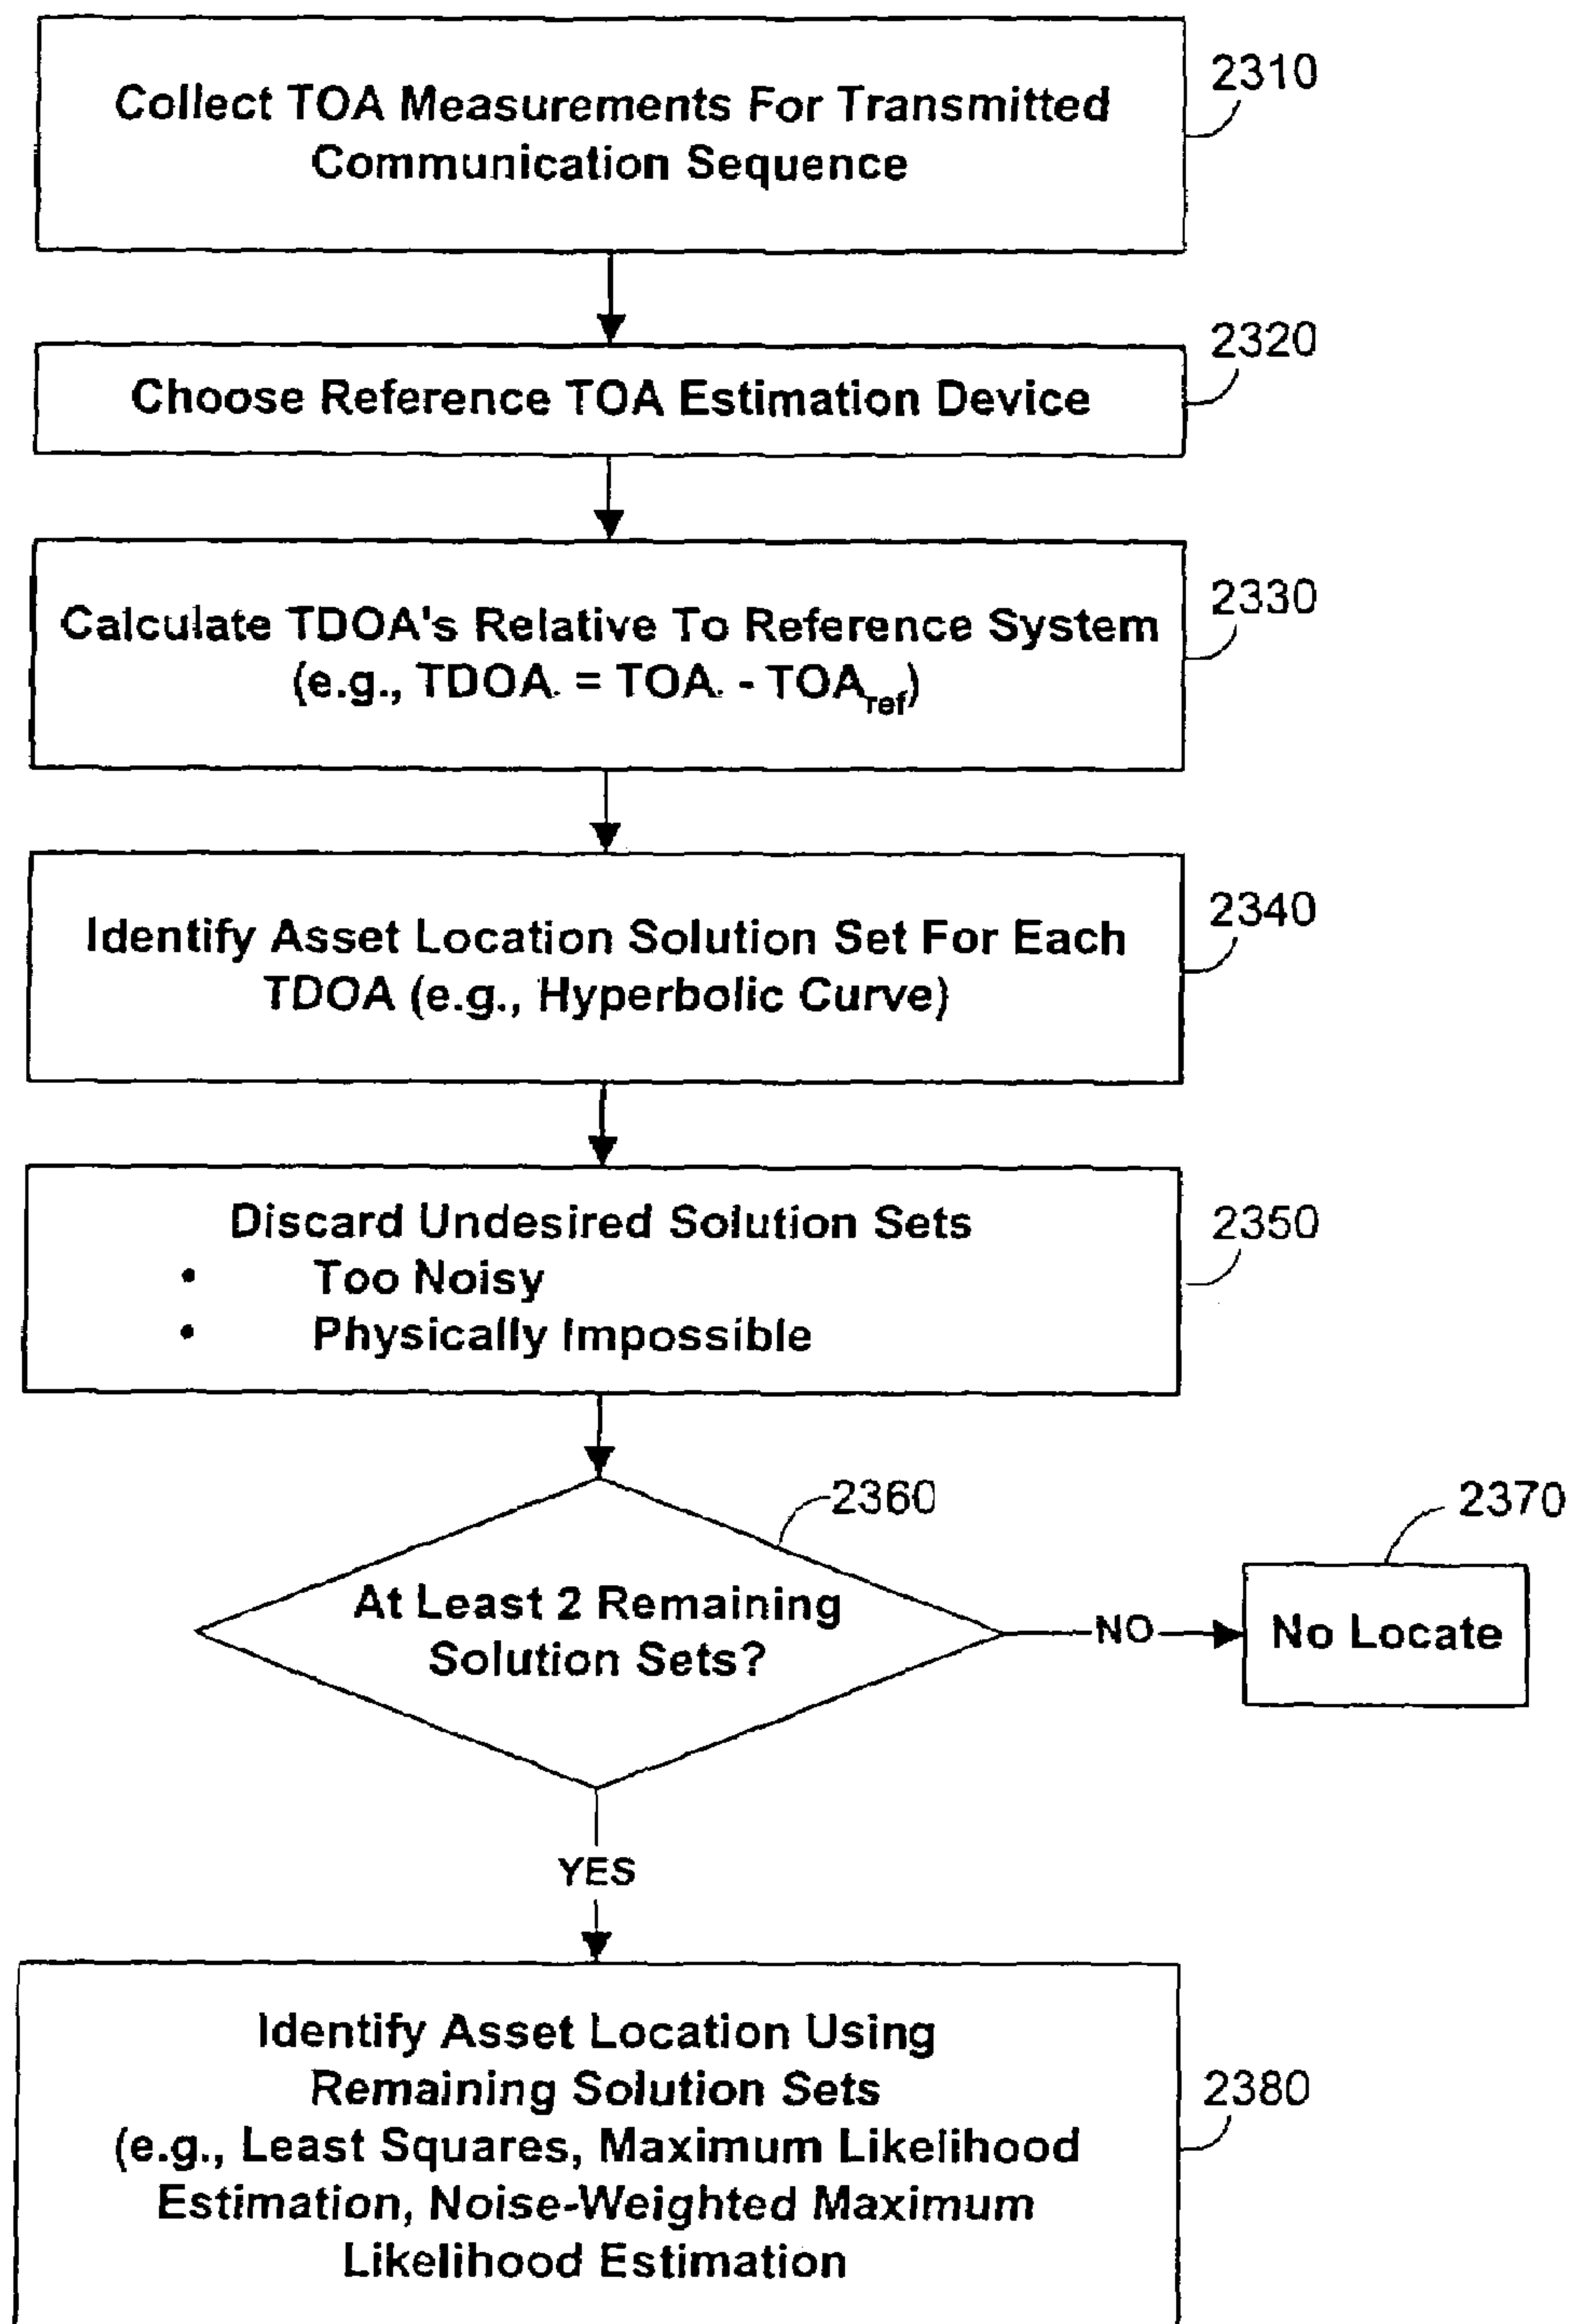 Collect TOA Measurements For Transmitted
Communication Sequence
2310
Choose Reference TOA Estimation Device
2320
Calculate TDOA's Relative To Reference System
(e.g., TDOA. = TOA. - TOAref)
2330
Identify Asset Location Solution Set For Each
TDOA (e.g., Hyperbolic Curve)
2340
Discard Undesired Solution Sets
• Too Noisy
• Physically Impossible
2350
2360
At Least 2 Remaining
Solution Sets?
NO
2370
No Locate
YES
Identify Asset Location Using
Remaining Solution Sets
(e.g., Least Squares, Maximum Likelihood
Estimation, Noise-Weighted Maximum
Likelihood Estimation
2380